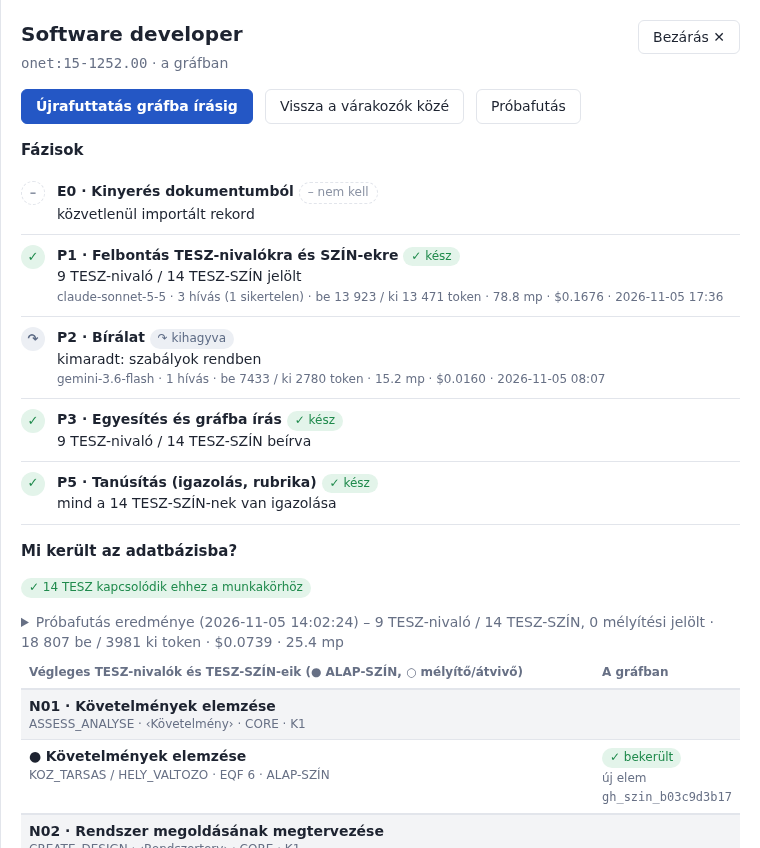 Software developer
Bezárás ✕
onet:15-1252.00 · a gráfban
Újrafuttatás gráfba írásig
Vissza a várakozók közé
Próbafutás
Fázisok
–
E0 · Kinyerés dokumentumból – nem kell
közvetlenül importált rekord
✓
P1 · Felbontás TESZ-nivalókra és SZÍN-ekre ✓ kész
9 TESZ-nivaló / 14 TESZ-SZÍN jelölt
claude-sonnet-5-5 · 3 hívás (1 sikertelen) · be 13 923 / ki 13 471 token · 78.8 mp · $0.1676 · 2026-11-05 17:36
↷
P2 · Bírálat ↷ kihagyva
kimaradt: szabályok rendben
gemini-3.6-flash · 1 hívás · be 7433 / ki 2780 token · 15.2 mp · $0.0160 · 2026-11-05 08:07
✓
P3 · Egyesítés és gráfba írás ✓ kész
9 TESZ-nivaló / 14 TESZ-SZÍN beírva
✓
P5 · Tanúsítás (igazolás, rubrika) ✓ kész
mind a 14 TESZ-SZÍN-nek van igazolása
Mi került az adatbázisba?
✓ 14 TESZ kapcsolódik ehhez a munkakörhöz
▶ Próbafutás eredménye (2026-11-05 14:02:24) – 9 TESZ-nivaló / 14 TESZ-SZÍN, 0 mélyítési jelölt ·
18 807 be / 3981 ki token · $0.0739 · 25.4 mp
Végleges TESZ-nivalók és TESZ-SZÍN-eik (● ALAP-SZÍN, ○ mélyítő/átvivő)
A gráfban
N01 · Követelmények elemzése
ASSESS_ANALYSE · ‹Követelmény› · CORE · K1
● Követelmények elemzése
KOZ_TARSAS / HELY_VALTOZO · EQF 6 · ALAP-SZÍN
✓ bekerült
új elem
gh_szin_b03c9d3b17
N02 · Rendszer megoldásának megtervezése
CREATE_DESIGN · ‹Rendszerterv› · CORE · K1